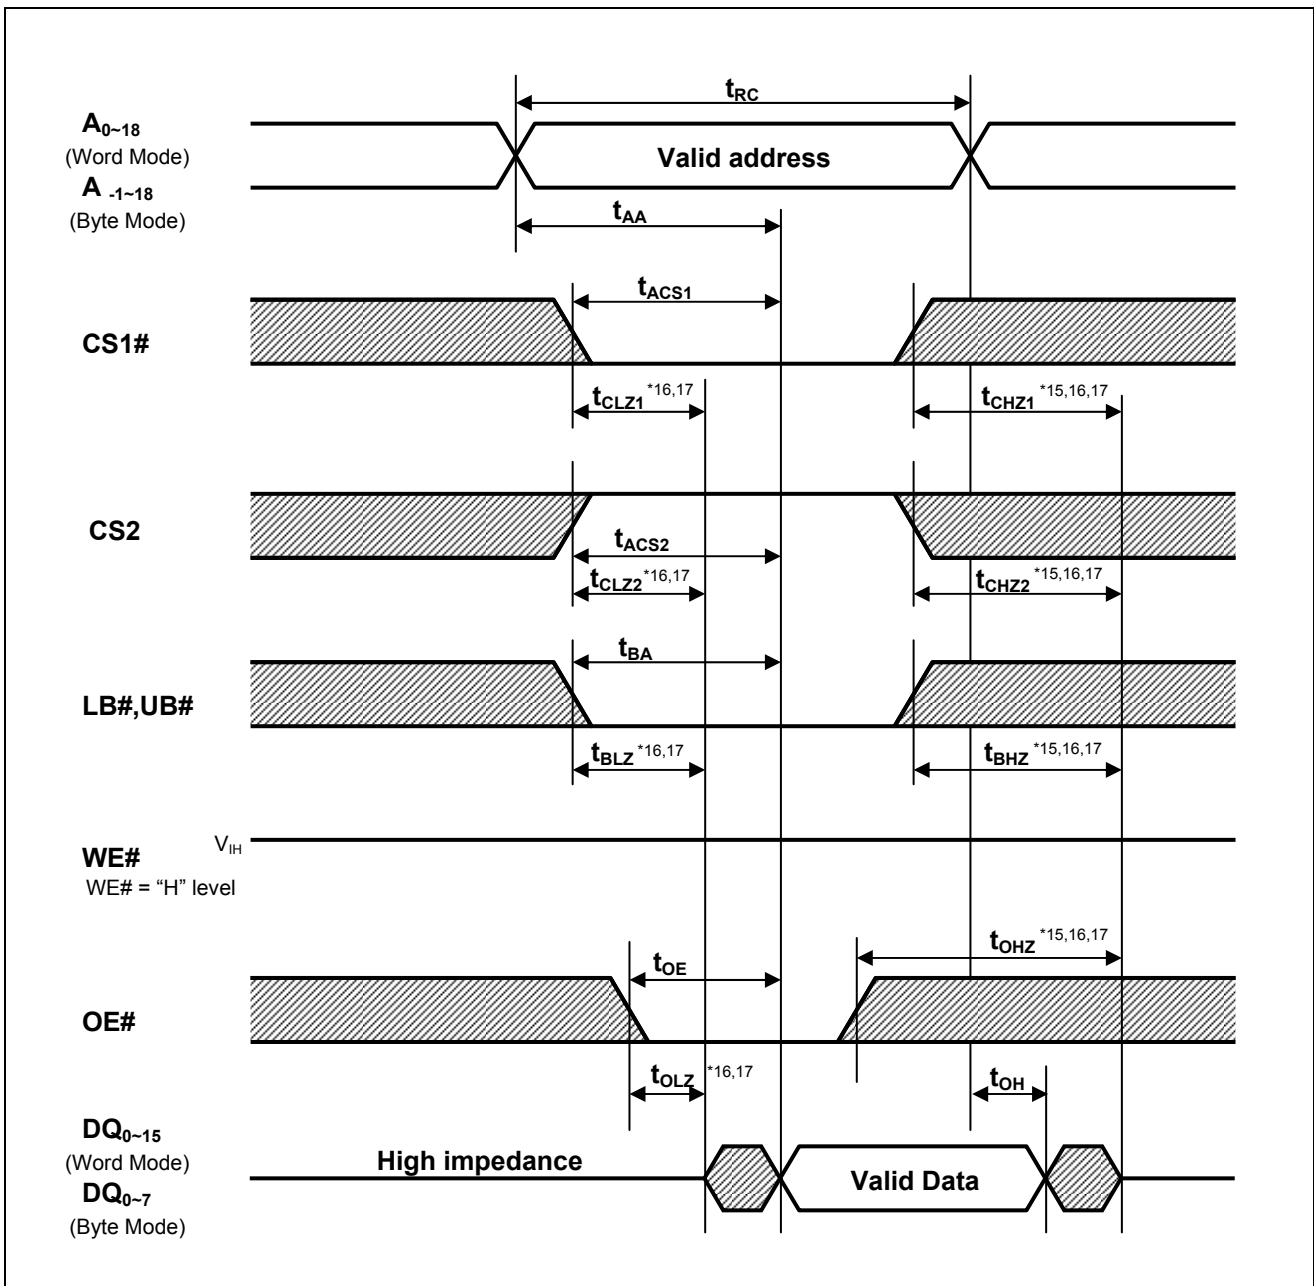 tRC
A0~18
(Word Mode)
Valid address
A -1~18
(Byte Mode)
tAA
tACS1
CS1#
tCLZ1 *16,17
tCHZ1 *15,16,17
CS2
tACS2
tCLZ2 *16,17
tCHZ2 *15,16,17
tBA
LB#,UB#
tBLZ *16,17
tBHZ *15,16,17
WE#
VIH
WE# = “H” level
tOHZ *15,16,17
tOE
OE#
tOLZ *16,17
tOH
DQ0~15
(Word Mode)
High impedance
Valid Data
DQ0~7
(Byte Mode)